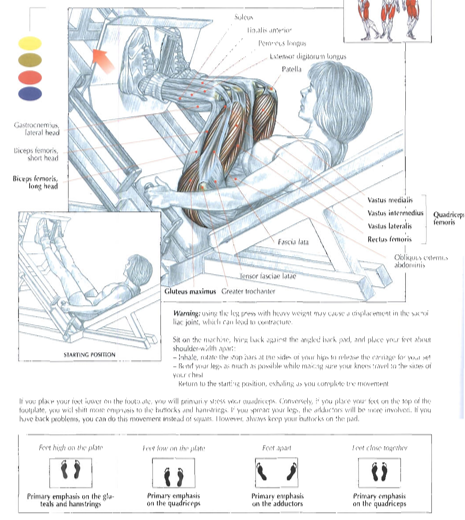 Soleus
Tibialis anterior
Peroneus longus
Extensor digitorum longus
Patella
Gastrocnemius,
lateral head
Biceps femoris,
short head
Biceps femoris,
long head
Vastus medialis
Vastus intermedius
Vastus lateralis
Rectus femoris
Quadriceps
femoris
Obliquus externus
abdominis
Fascia lata
Tensor fasciae latae
Gluteus maximus
Greater trochanter
STARTING POSITION
Warning: using the leg press with heavy weight may cause a displacement in the sacroiliac
joint, which can lead to contracture.
Sit on the machine, lying back against the angled back pad, and place your feet about
shoulder-width apart:
– Inhale, rotate the stop bars at the sides of your hips to release the carriage for your set
– Bend your legs as much as possible while making sure your knees travel to the sides of
your chest
– Return to the starting position, exhaling as you complete the movement
If you place your feet lower on the footplate, you will primarily stress your quadriceps. Conversely, if you place your feet on the top of the
footplate, you will shift more emphasis to the buttocks and hamstrings. If you spread your legs, the adductors will be more involved. If you
have back problems, you can do this movement instead of squats. However, always keep your buttocks on the pad.
Feet high on the plate
Primary emphasis on the glu-
teals and hamstrings
Feet low on the plate
Primary emphasis
on the quadriceps
Feet apart
Primary emphasis
on the adductors
Feet close together
Primary emphasis
on the quadriceps